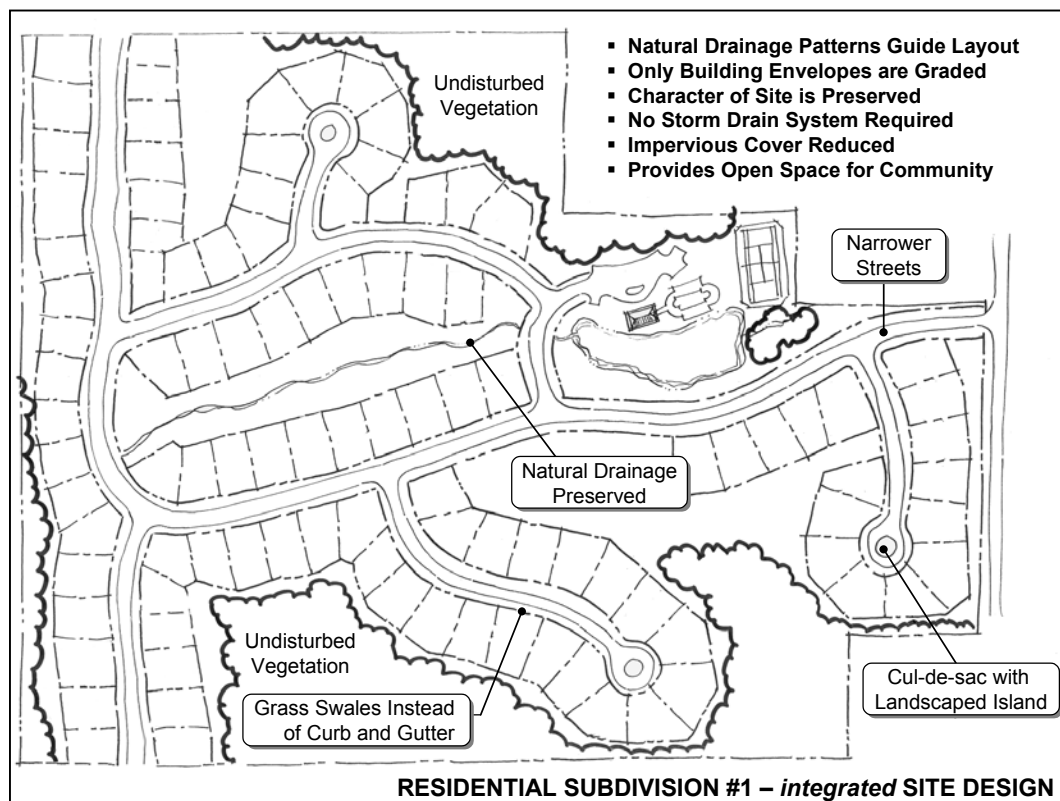 ▪ Natural Drainage Patterns Guide Layout
▪ Only Building Envelopes are Graded
▪ Character of Site is Preserved
▪ No Storm Drain System Required
▪ Impervious Cover Reduced
▪ Provides Open Space for Community
Undisturbed
Vegetation
Narrower
Streets
Natural Drainage
Preserved
Undisturbed
Vegetation
Grass Swales Instead
of Curb and Gutter
Cul-de-sac with
Landscaped Island
RESIDENTIAL SUBDIVISION #1 – integrated SITE DESIGN